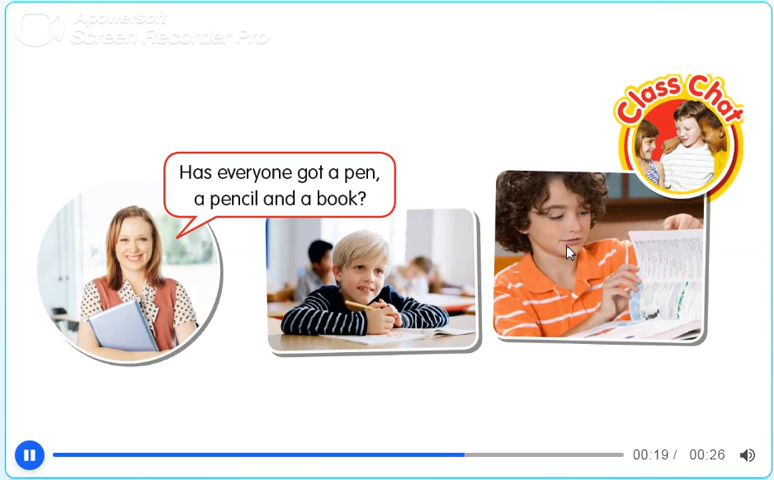 Apowersoft
Screen Recorder Pro
Class Chat
Has everyone got a pen,
a pencil and a book?
00:19 / 00:26